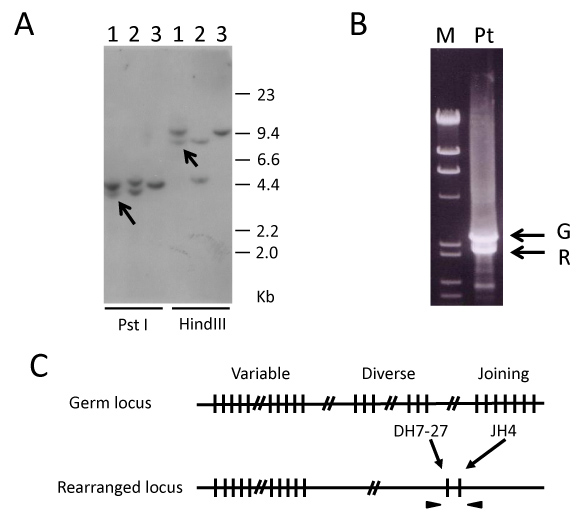 A
1 2 3 1 2 3
23
9.4
6.6
4.4
2.2
2.0
Kb
Pst I HindIII
B
M Pt
G
R
C
Variable Diverse Joining
Germ locus
DH7-27 JH4
Rearranged locus